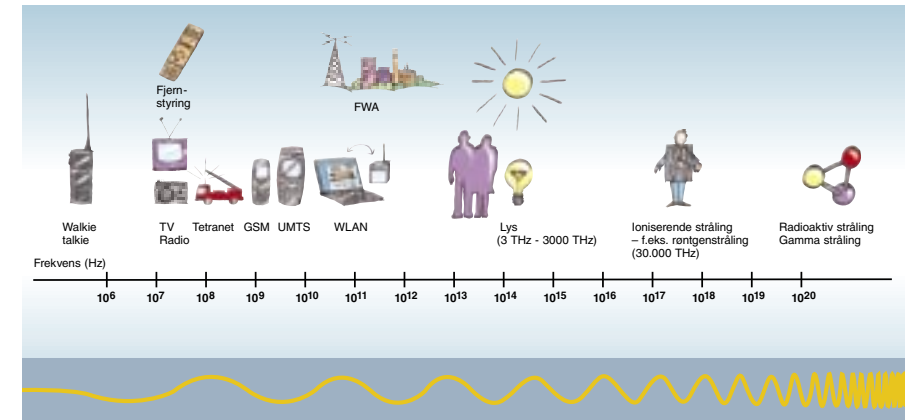 Fjern-
styring
FWA
Walkie
talkie
TV
Radio
Tetranet
GSM
UMTS
WLAN
Lys
(3 THz - 3000 THz)
Ioniserende stråling
– f.eks. røntgenstråling
(30.000 THz)
Radioaktiv stråling
Gamma stråling
Frekvens (Hz)
10⁶ 10⁷ 10⁸ 10⁹ 10¹⁰ 10¹¹ 10¹² 10¹³ 10¹⁴ 10¹⁵ 10¹⁶ 10¹⁷ 10¹⁸ 10¹⁹ 10²⁰